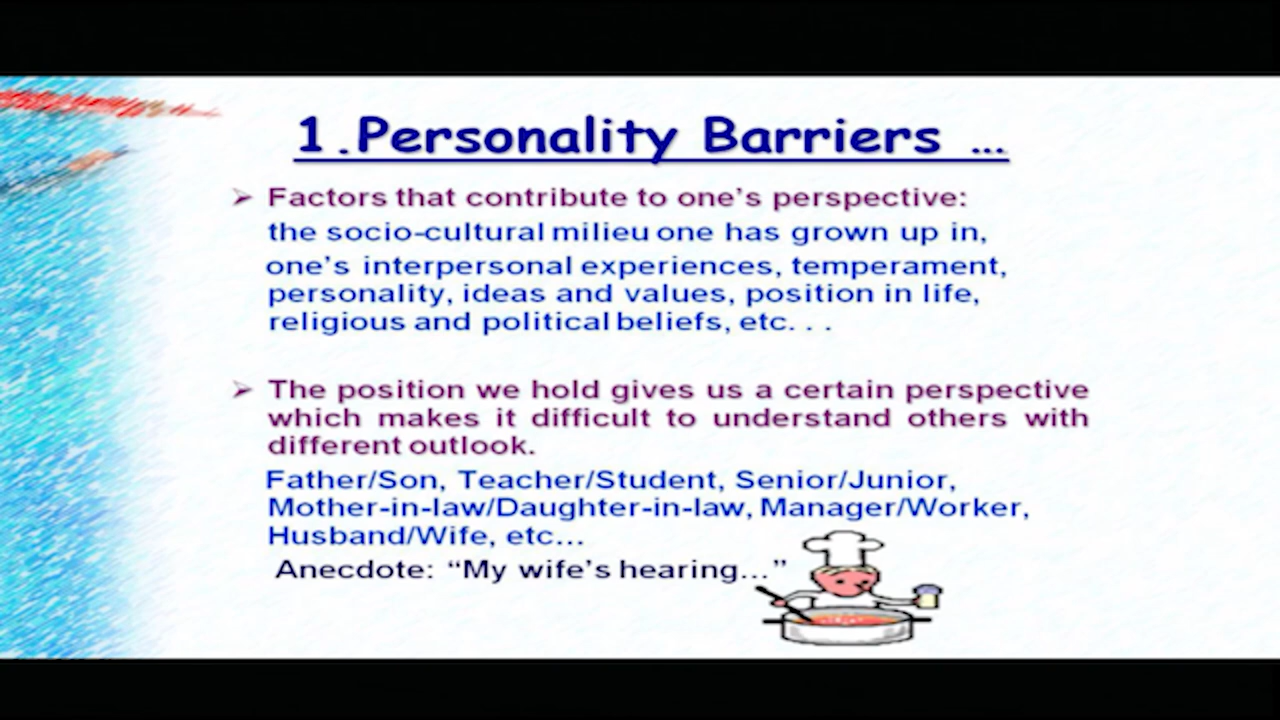 1.Personality Barriers …
➢ Factors that contribute to one's perspective:
the socio-cultural milieu one has grown up in,
one's interpersonal experiences, temperament,
personality, ideas and values, position in life,
religious and political beliefs, etc. . .
➢ The position we hold gives us a certain perspective
which makes it difficult to understand others with
different outlook.
Father/Son, Teacher/Student, Senior/Junior,
Mother-in-law/Daughter-in-law, Manager/Worker,
Husband/Wife, etc…
Anecdote: “My wife's hearing…”